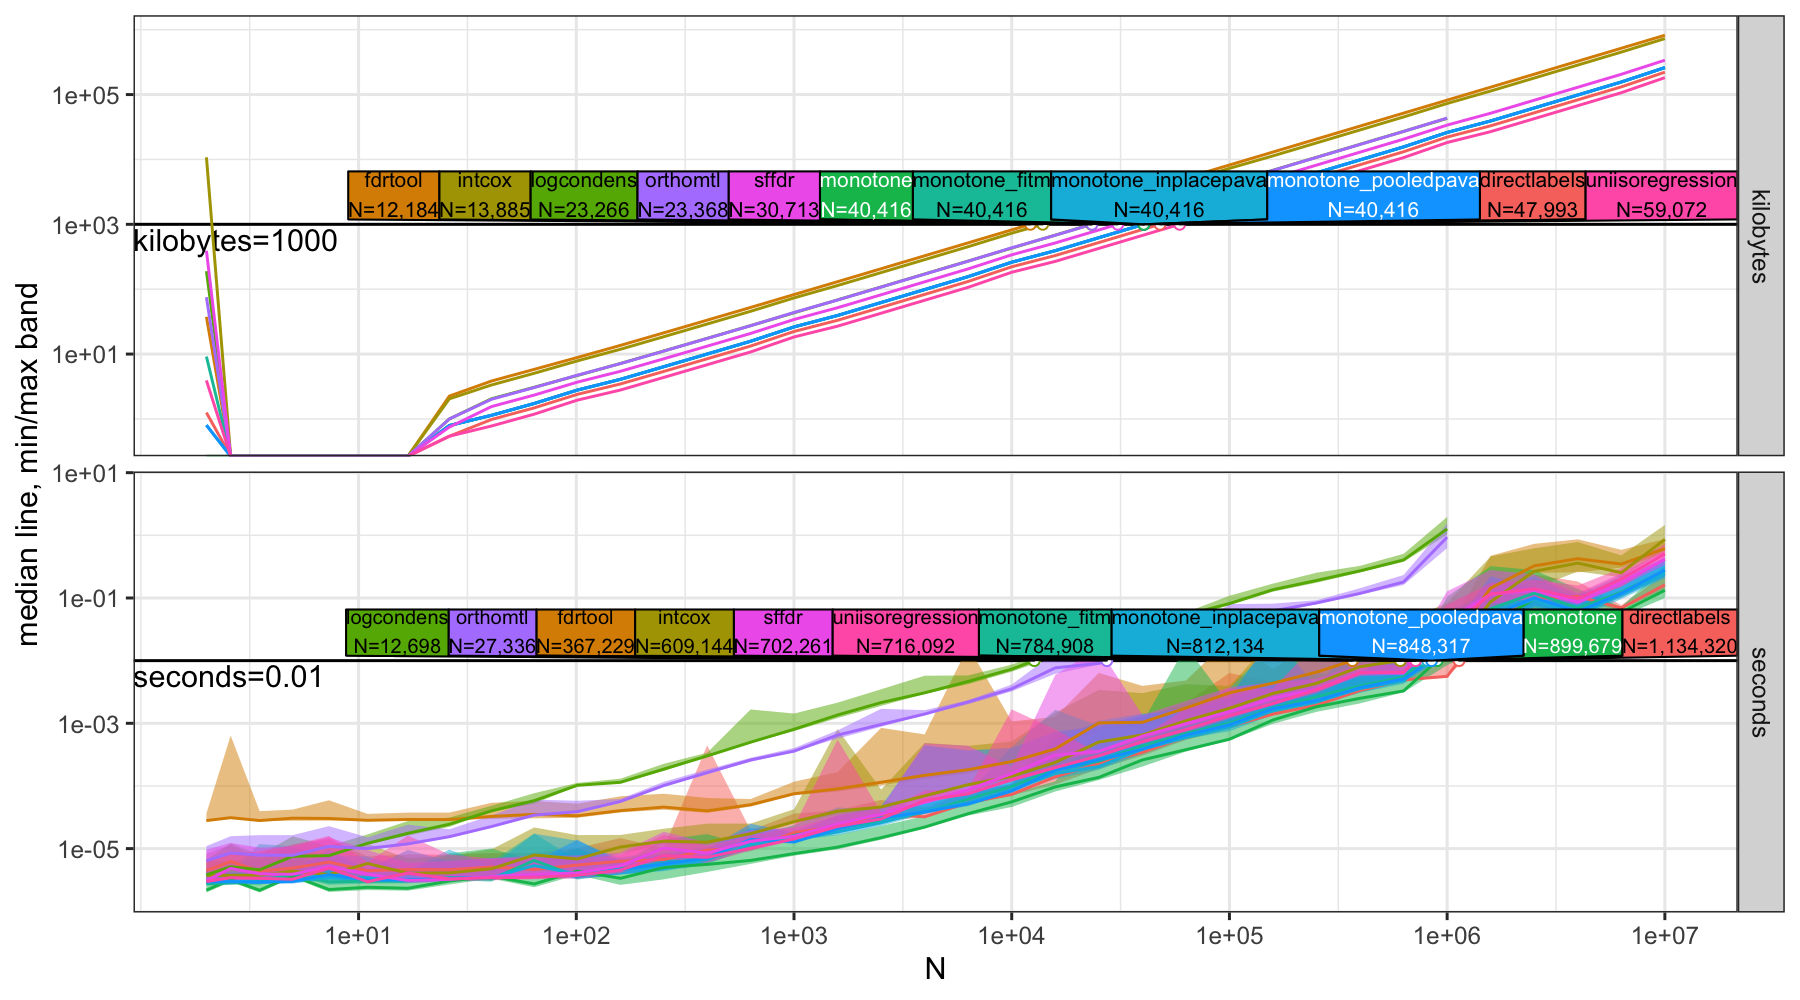 median line, min/max band
1e+05
1e+03
1e+01
fdrtool intcox logcondens orthomtl sffdr monotone monotone_fitm monotone_inplacepava monotone_pooledpava directlabels uniisoregression
N=12,184 N=13,885 N=23,266 N=23,368 N=30,713 N=40,416 N=40,416 N=40,416 N=40,416 N=47,993 N=59,072
kilobytes=1000
kilobytes
1e+01
1e-01
1e-03
1e-05
logcondens orthomtl fdrtool intcox sffdr uniisoregression monotone_fitm monotone_inplacepava monotone_pooledpava monotone directlabels
N=12,698 N=27,336 N=367,229 N=609,144 N=702,261 N=716,092 N=784,908 N=812,134 N=848,317 N=899,679 N=1,134,320
seconds=0.01
seconds
1e+01 1e+02 1e+03 1e+04 1e+05 1e+06 1e+07
N